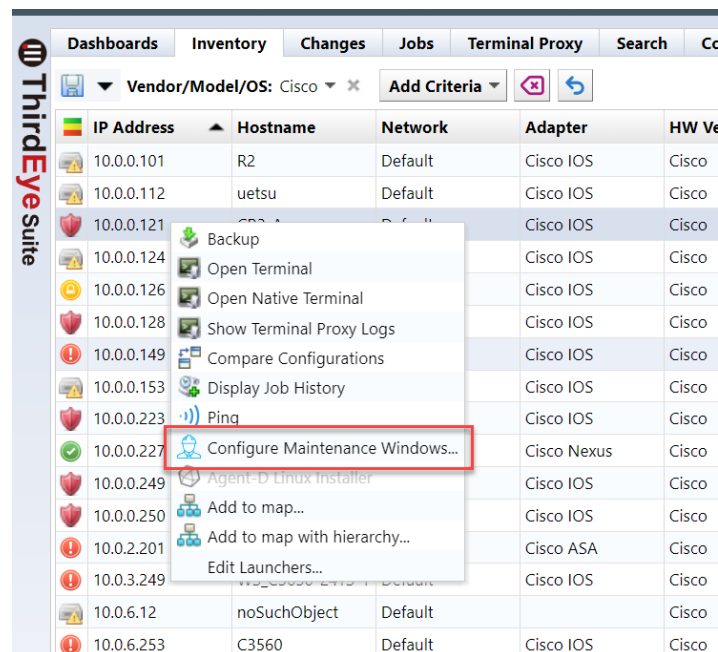 ThirdEye Suite
Dashboards Inventory Changes Jobs Terminal Proxy Search
Vendor/Model/OS: Cisco Add Criteria
IP Address Hostname Network Adapter HW Ve
10.0.0.101 R2 Default Cisco IOS Cisco
10.0.0.112 uetsu Default Cisco IOS Cisco
10.0.0.121 Cisco IOS Cisco
Backup
10.0.0.124 Cisco IOS Cisco
Open Terminal
10.0.0.126 Cisco IOS Cisco
Open Native Terminal
10.0.0.128 Cisco IOS Cisco
Show Terminal Proxy Logs
10.0.0.149 Cisco IOS Cisco
Compare Configurations
10.0.0.153 Cisco IOS Cisco
Display Job History
10.0.0.223 Cisco IOS Cisco
Ping
10.0.0.227 Cisco Nexus Cisco
Configure Maintenance Windows...
10.0.0.249 Cisco IOS Cisco
Agent-D Linux Installer
10.0.0.250 Cisco IOS Cisco
Add to map...
10.0.2.201 Cisco ASA Cisco
Add to map with hierarchy...
10.0.3.249 Cisco IOS Cisco
Edit Launchers...
10.0.6.12 noSuchObject Default Cisco
10.0.6.253 C3560 Default Cisco IOS Cisco